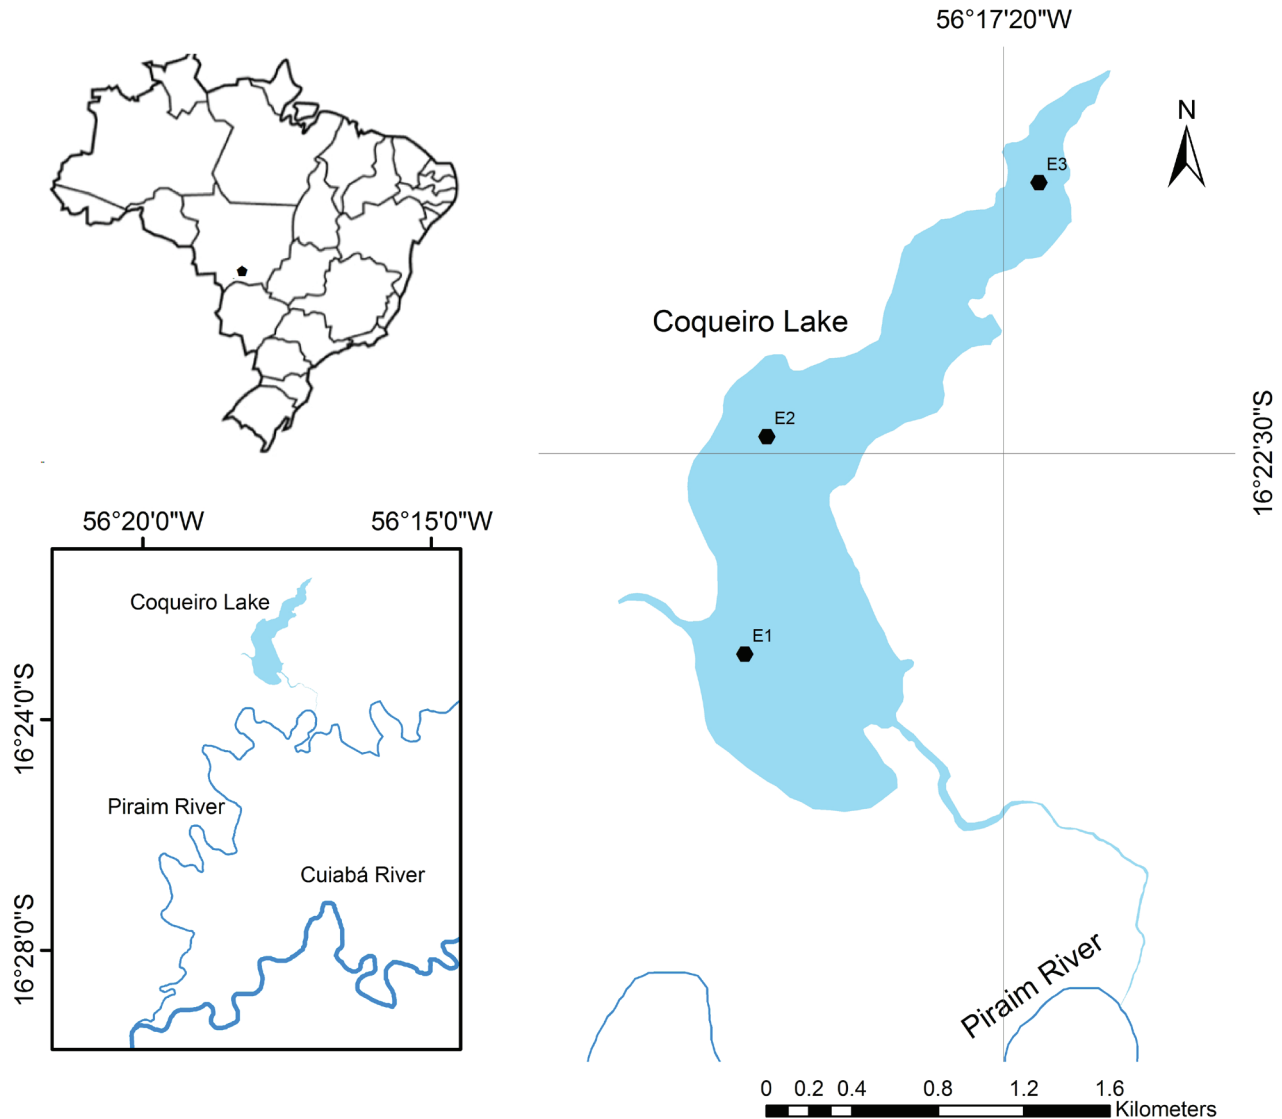 56°17'20"W
N
E3
Coqueiro Lake
E2
16°22'30"S
E1
Piraim River
0 0.2 0.4 0.8 1.2 1.6
Kilometers
56°20'0"W 56°15'0"W
Coqueiro Lake
16°24'0"S
Piraim River
Cuiabá River
16°28'0"S